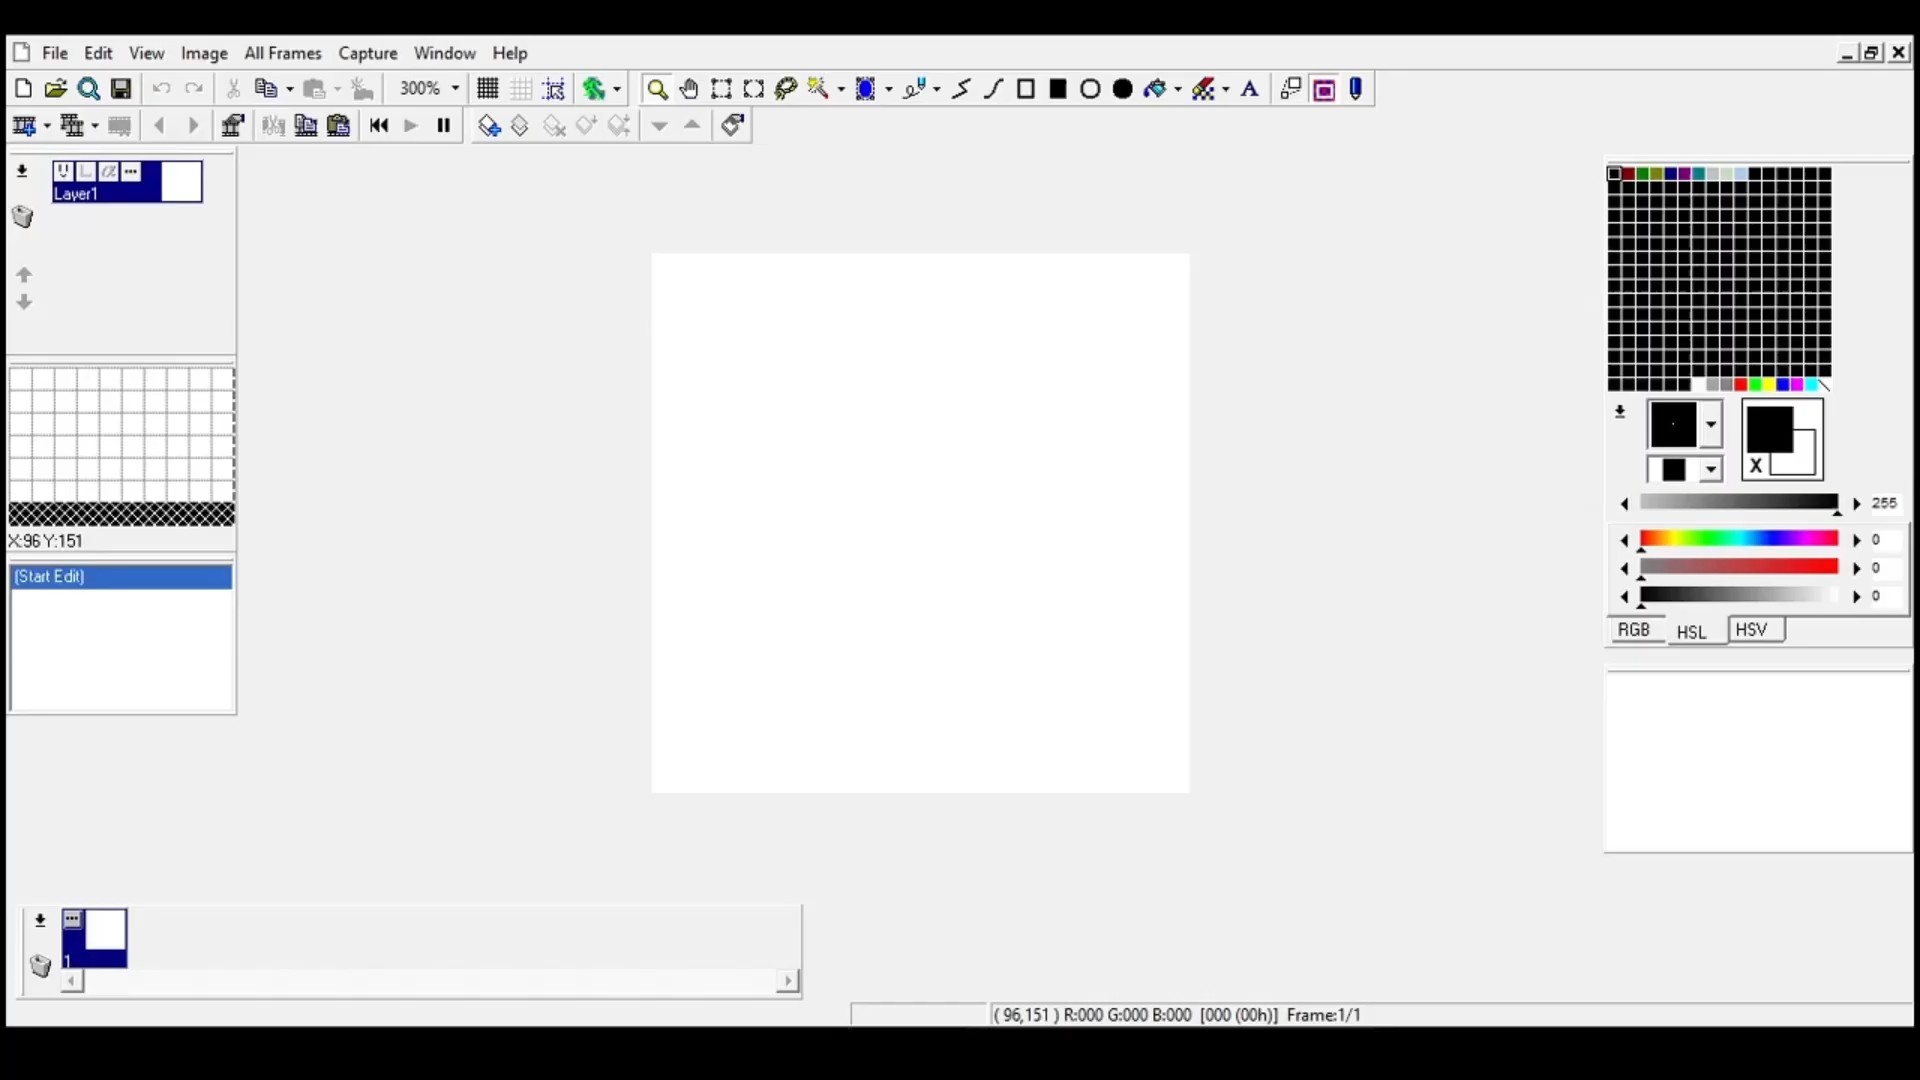 File Edit View Image All Frames Capture Window Help
300%
Layer1
X:96 Y:151
(Start Edit)
X
255
0
0
0
RGB HSL HSV
1
( 96,151 ) R:000 G:000 B:000 [000 (00h)] Frame:1/1